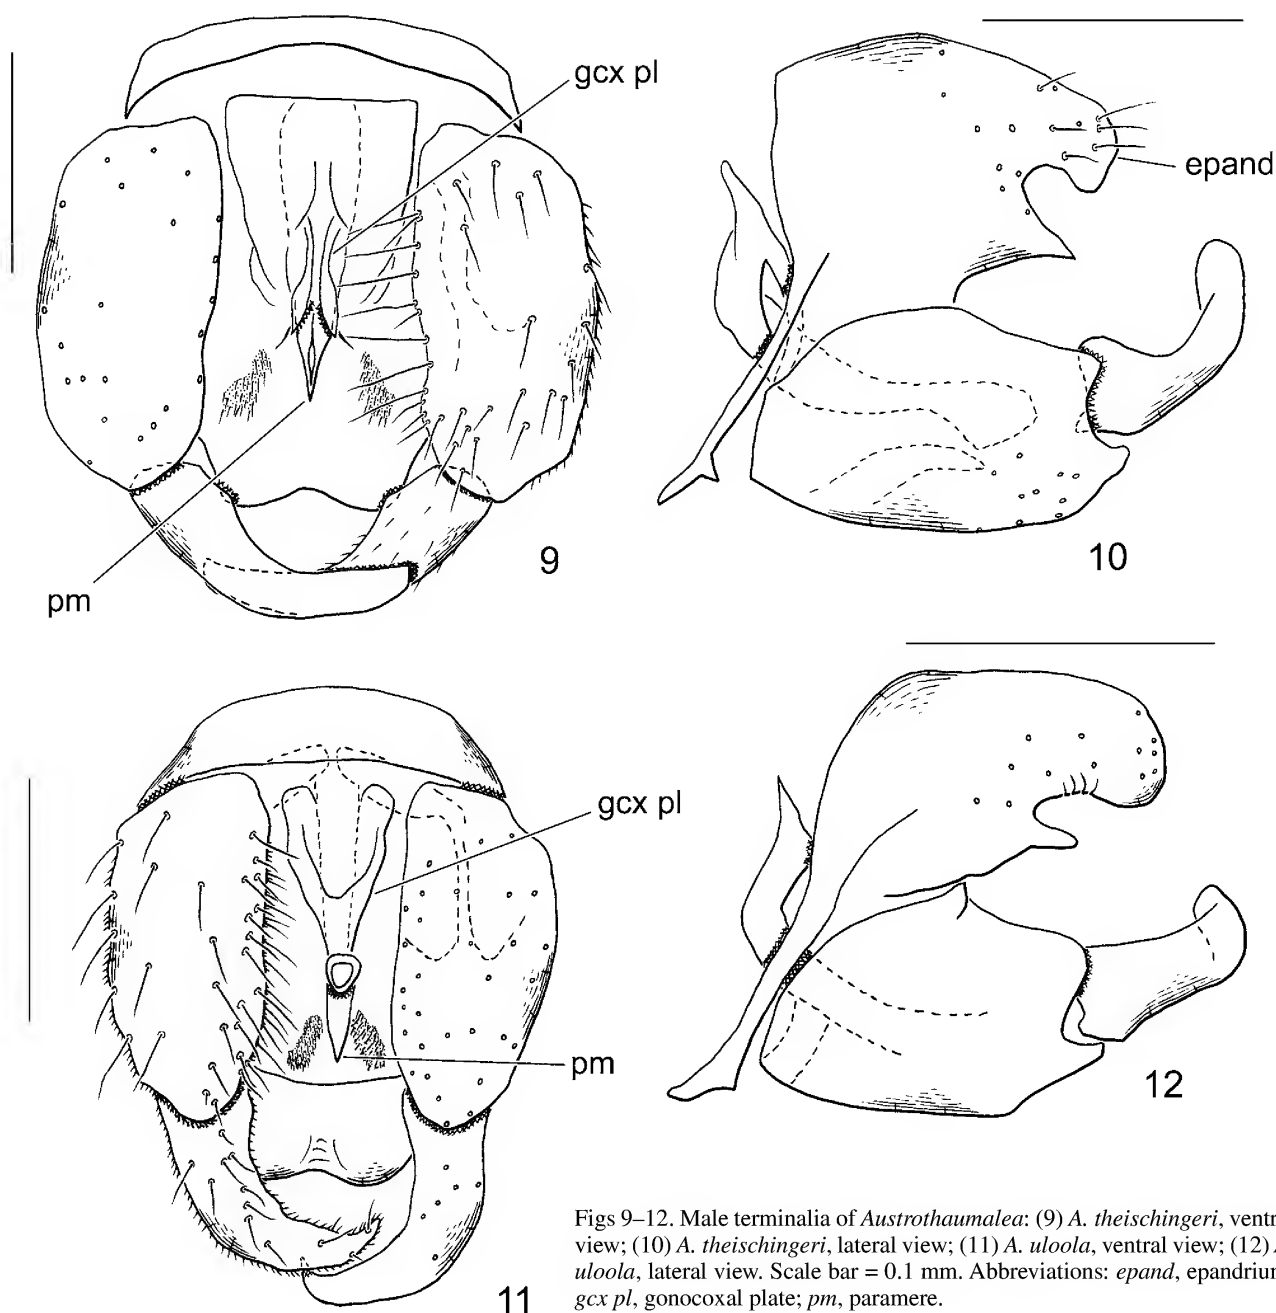 gcx pl
epand
9
10
pm
gcx pl
pm
12
11
Figs 9–12. Male terminalia of Austrothaumalea: (9) A. theischingeri,
view; (10) A. theischingeri, lateral view; (11) A. uloola, ventral view; (12)
uloola, lateral view. Scale bar = 0.1 mm. Abbreviations: epand,
gcx pl, gonocoxal plate; pm, paramere.